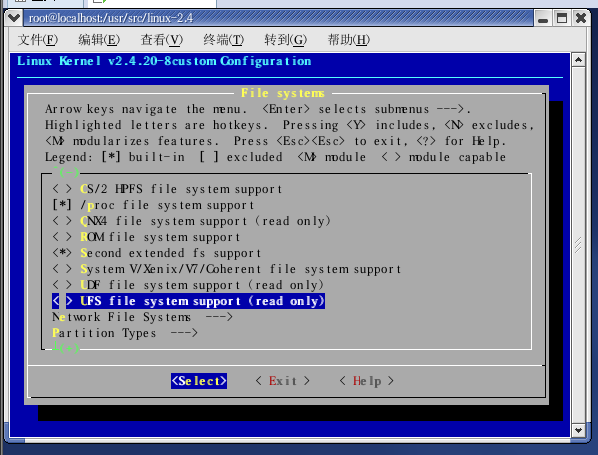 root@localhost:/usr/src/linux-2.4
文件(F) 编辑(E) 查看(V) 终端(T) 转到(G) 帮助(H)
Linux Kernel v2.4.20-8custom Configuration
File systems
Arrow keys navigate the menu. <Enter> selects submenus --->.
Highlighted letters are hotkeys. Pressing <Y> includes, <N> excludes,
<M> modularizes features. Press <Esc><Esc> to exit, <?> for Help.
Legend: [*] built-in [ ] excluded <M> module < > module capable
(-)
< > OS/2 HPFS file system support
[*] /proc file system support
< > QNX4 file system support (read only)
< > ROM file system support
<*> Second extended fs support
< > System V/Xenix/V7/Coherent file system support
< > UDF file system support (read only)
< > UFS file system support (read only)
Network File Systems --->
Partition Types --->
(+)
<Select> < Exit > < Help >